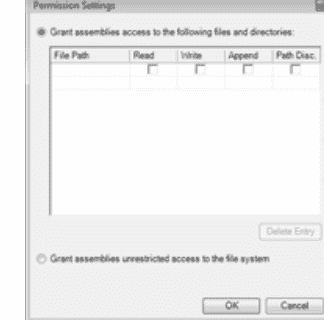 Permission Settings
Grant assemblies access to the following files and directories:
File Path Read Write Append Path Disc.
Delete Entry
Grant assemblies unrestricted access to the file system
OK Cancel